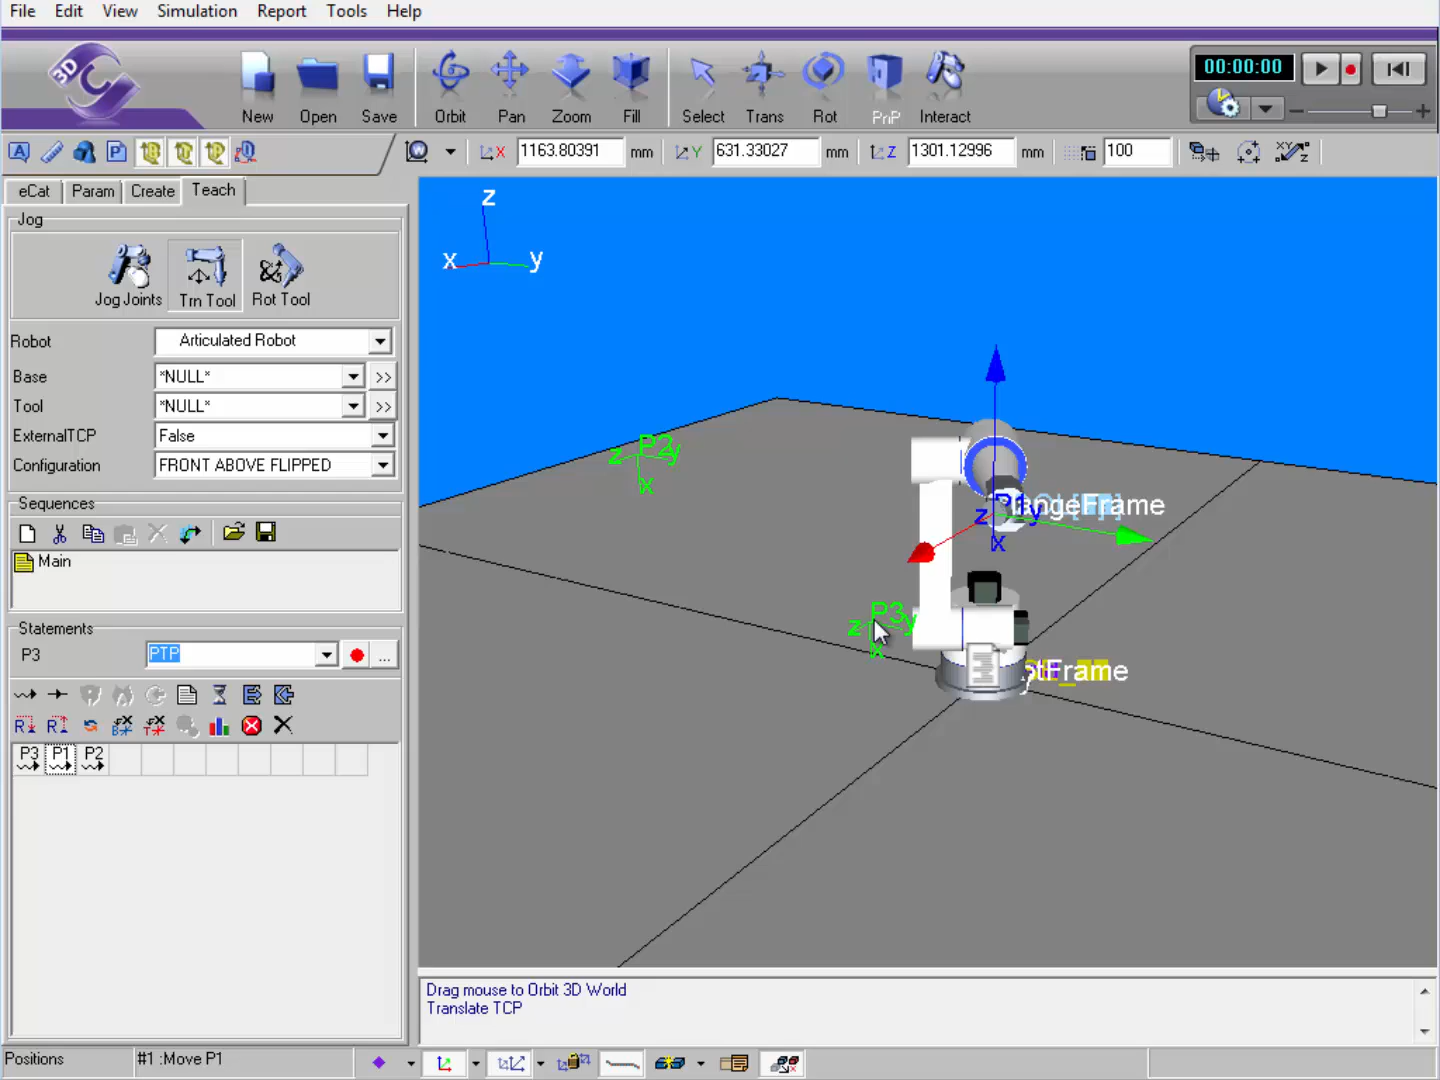 File Edit View Simulation Report Tools Help
3D C
New Open Save Orbit Pan Zoom Fill Select Trans Rot PnP Interact
00:00:00
X 1163.80391 mm Y 631.33027 mm Z 1301.12996 mm 100
eCat Param Create Teach
Jog
Jog Joints Trn Tool Rot Tool
Robot Articulated Robot
Base *NULL* >>
Tool *NULL* >>
ExternalTCP False
Configuration FRONT ABOVE FLIPPED
Sequences
Main
Statements
P3 PTP ...
P3 P1 P2
z
x y
P2
z y
x
P1 angeFrame
z y
x
P3
z y
x
stFrame
Drag mouse to Orbit 3D World
Translate TCP
Positions #1 :Move P1